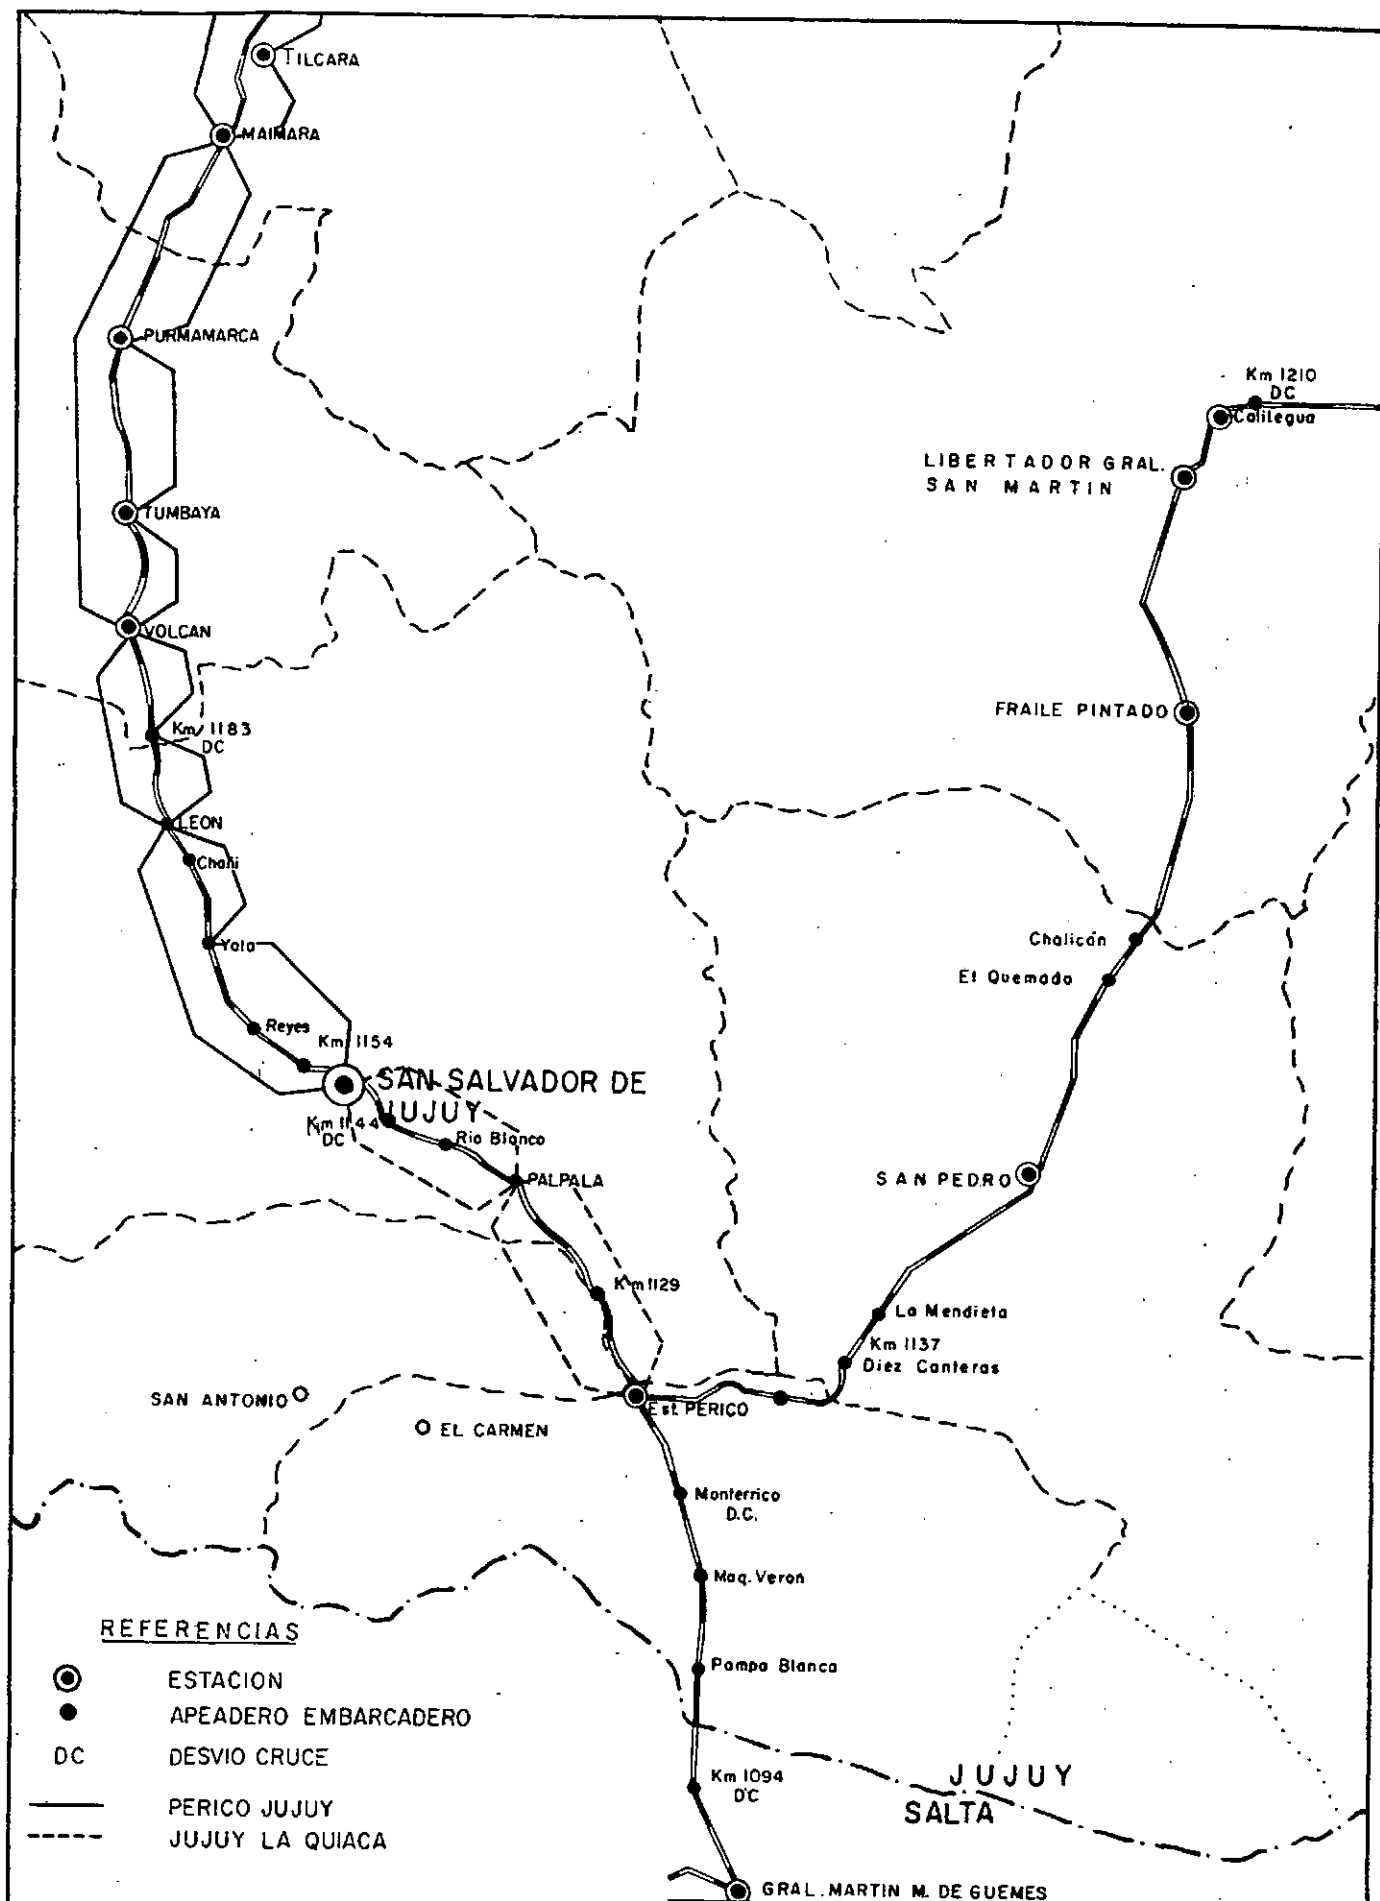 TILCARA
MAIMARA
PURMAMARCA
Km 1210
DC
Calilegua
LIBERTADOR GRAL.
SAN MARTIN
TUMBAYA
VOLCAN
FRAILE PINTADO
Km 1183
DC
LEON
Chañi
Yala
Chalicán
El Quemado
Reyes
Km 1154
SAN SALVADOR DE
JUJUY
Km 1144
DC
Rio Blanco
PALPALA
SAN PEDRO
Km 1129
La Mendieta
Km 1137
Diez Canteras
SAN ANTONIO
Est. PERICO
EL CARMEN
Monterrico
D.C.
Maq. Veron
Pampa Blanca
Km 1094
DC
JUJUY
SALTA
GRAL. MARTIN M. DE GUEMES
REFERENCIAS
ESTACION
APEADERO EMBARCADERO
DC DESVIO CRUCE
PERICO JUJUY
JUJUY LA QUIACA